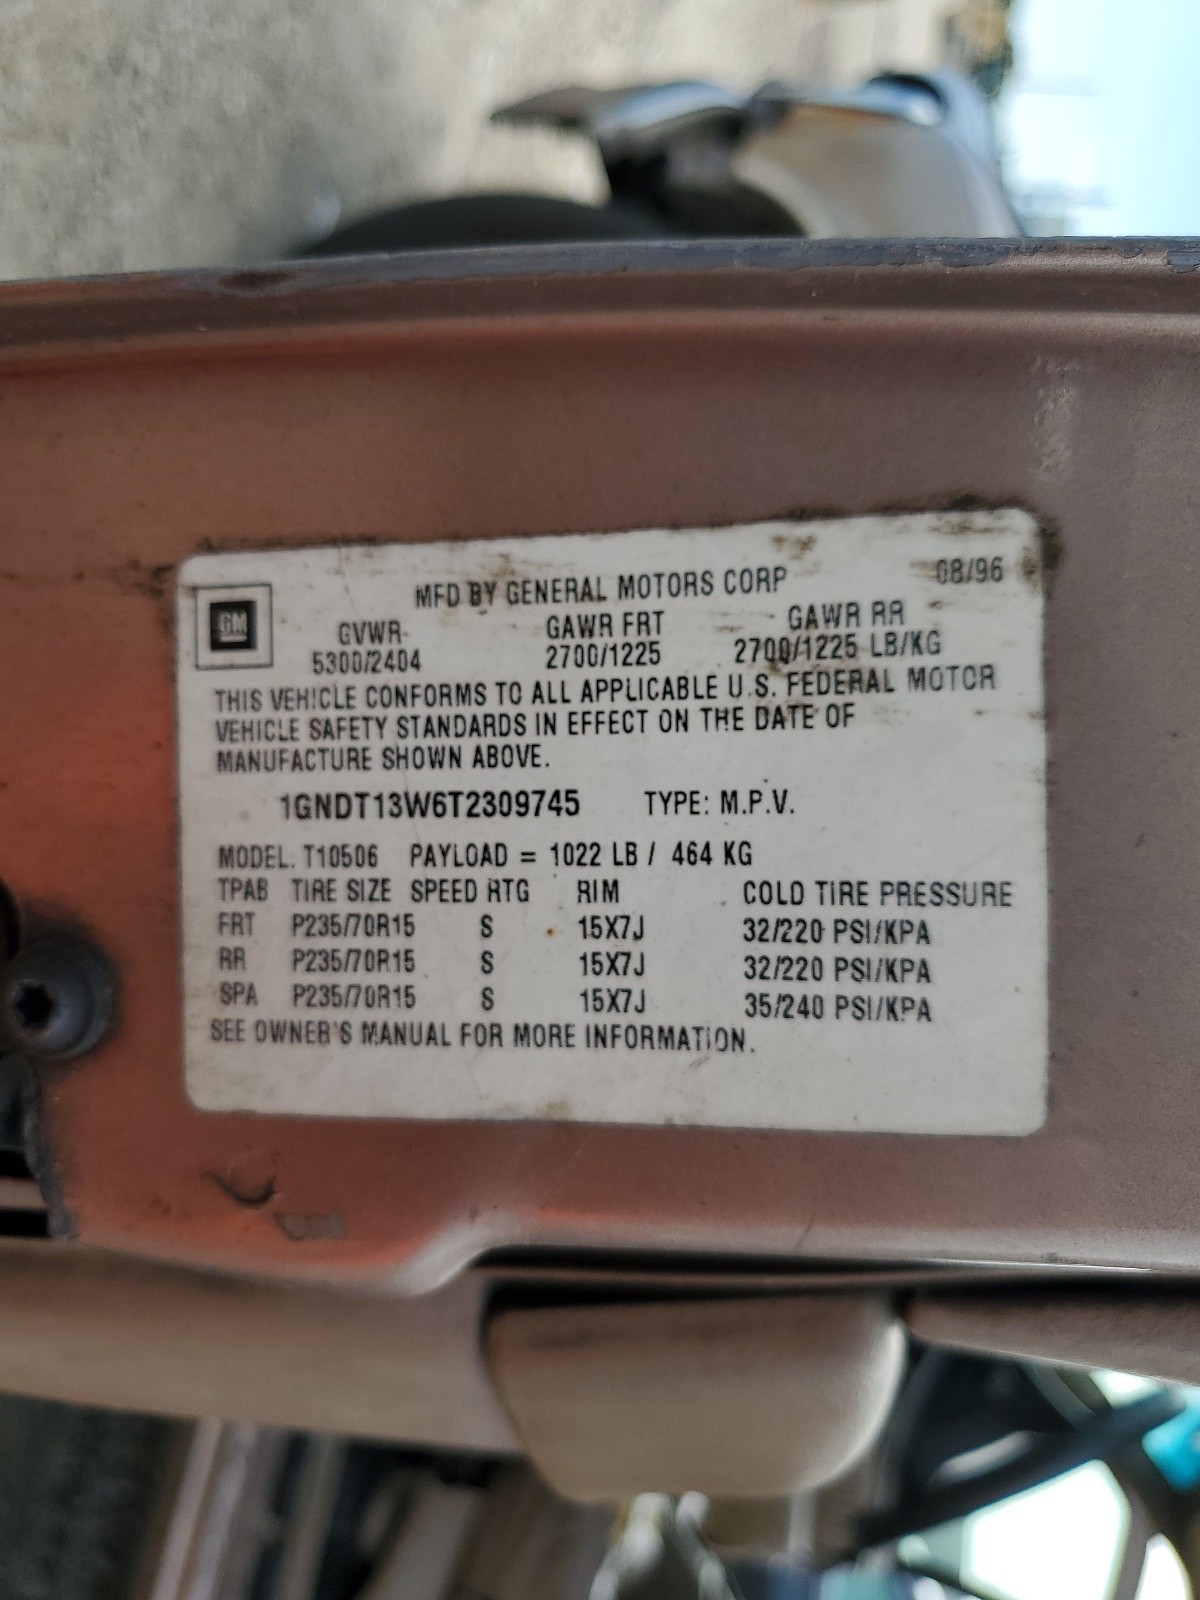 GM
MFD BY GENERAL MOTORS CORP 08/96
GVWR GAWR FRT GAWR RR
5300/2404 2700/1225 2700/1225 LB/KG
THIS VEHICLE CONFORMS TO ALL APPLICABLE U.S. FEDERAL MOTOR
VEHICLE SAFETY STANDARDS IN EFFECT ON THE DATE OF
MANUFACTURE SHOWN ABOVE.
1GNDT13W6T2309745 TYPE: M.P.V.
MODEL: T10506 PAYLOAD = 1022 LB / 464 KG
TPAB TIRE SIZE SPEED RTG RIM COLD TIRE PRESSURE
FRT P235/70R15 S 15X7J 32/220 PSI/KPA
RR P235/70R15 S 15X7J 32/220 PSI/KPA
SPA P235/70R15 S 15X7J 35/240 PSI/KPA
SEE OWNER'S MANUAL FOR MORE INFORMATION.